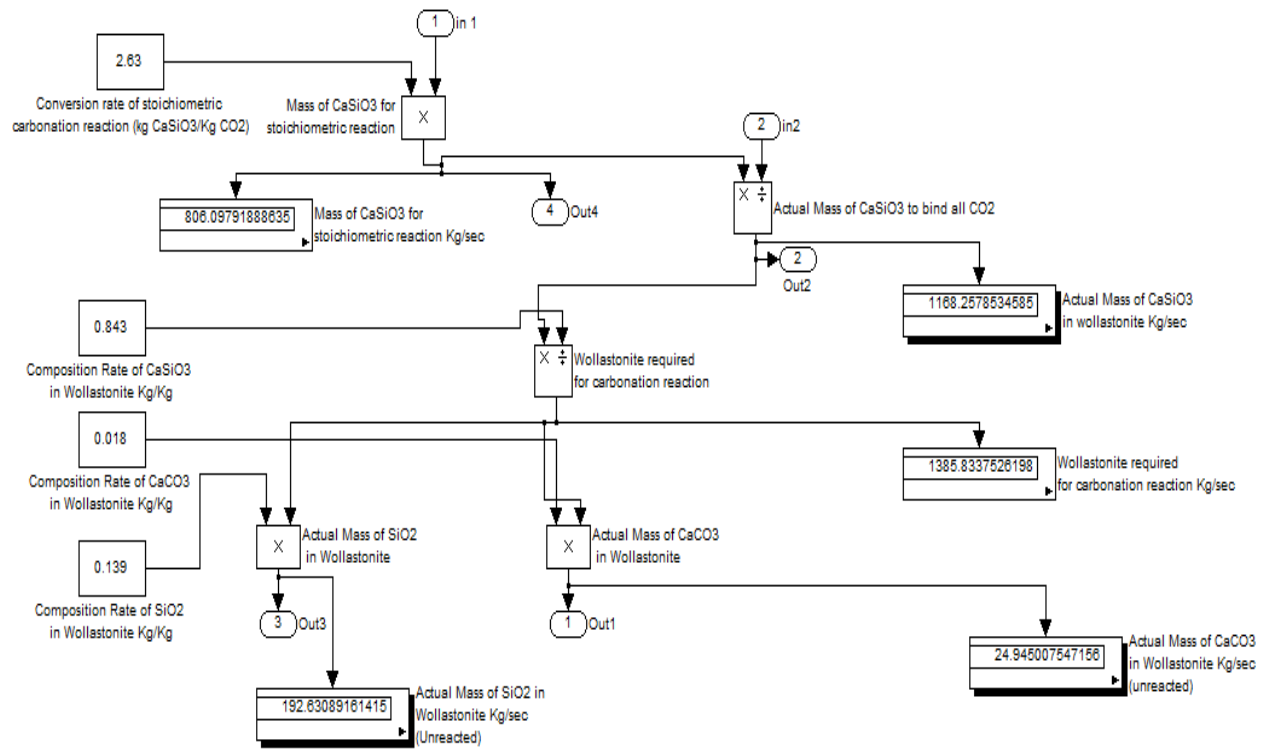 1
in 1
2.63
Conversion rate of stoichiometric
carbonation reaction (kg CaSiO3/Kg CO2)
Mass of CaSiO3 for
stoichiometric reaction
X
2
in2
806.09791888635
Mass of CaSiO3 for
stoichiometric reaction Kg/sec
4
Out4
X ÷
Actual Mass of CaSiO3 to bind all CO2
2
Out2
1168.2578534585
Actual Mass of CaSiO3
in wollastonite Kg/sec
0.843
Composition Rate of CaSiO3
in Wollastonite Kg/Kg
X ÷
Wollastonite required
for carbonation reaction
0.018
Composition Rate of CaCO3
in Wollastonite Kg/Kg
1385.8337526198
Wollastonite required
for carbonation reaction Kg/sec
0.139
Composition Rate of SiO2
in Wollastonite Kg/Kg
X
Actual Mass of SiO2
in Wollastonite
X
Actual Mass of CaCO3
in Wollastonite
3
Out3
1
Out1
24.945007547156
Actual Mass of CaCO3
in Wollastonite Kg/sec
(unreacted)
192.63089161415
Actual Mass of SiO2 in
Wollastonite Kg/sec
(Unreacted)